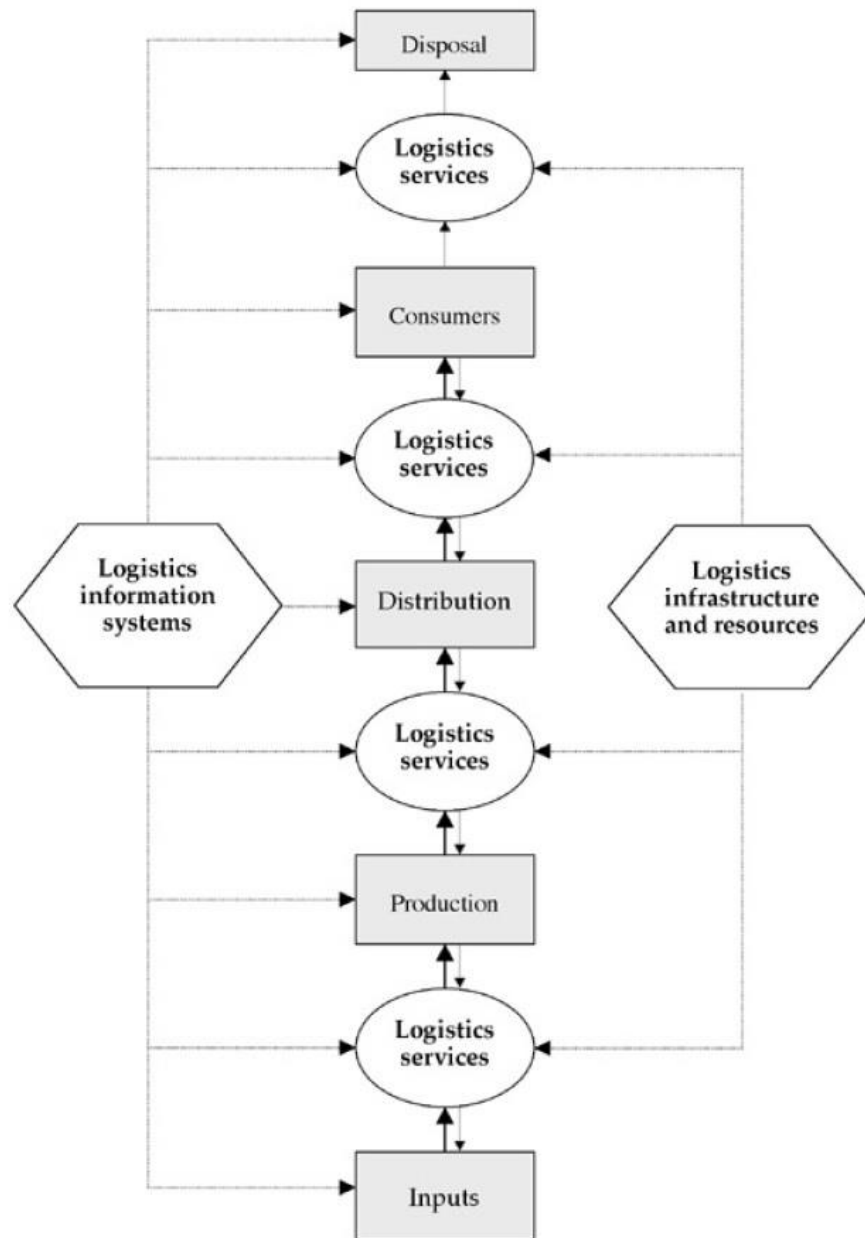 Disposal
Logistics
services
Consumers
Logistics
services
Logistics
information
systems
Distribution
Logistics
infrastructure
and resources
Logistics
services
Production
Logistics
services
Inputs